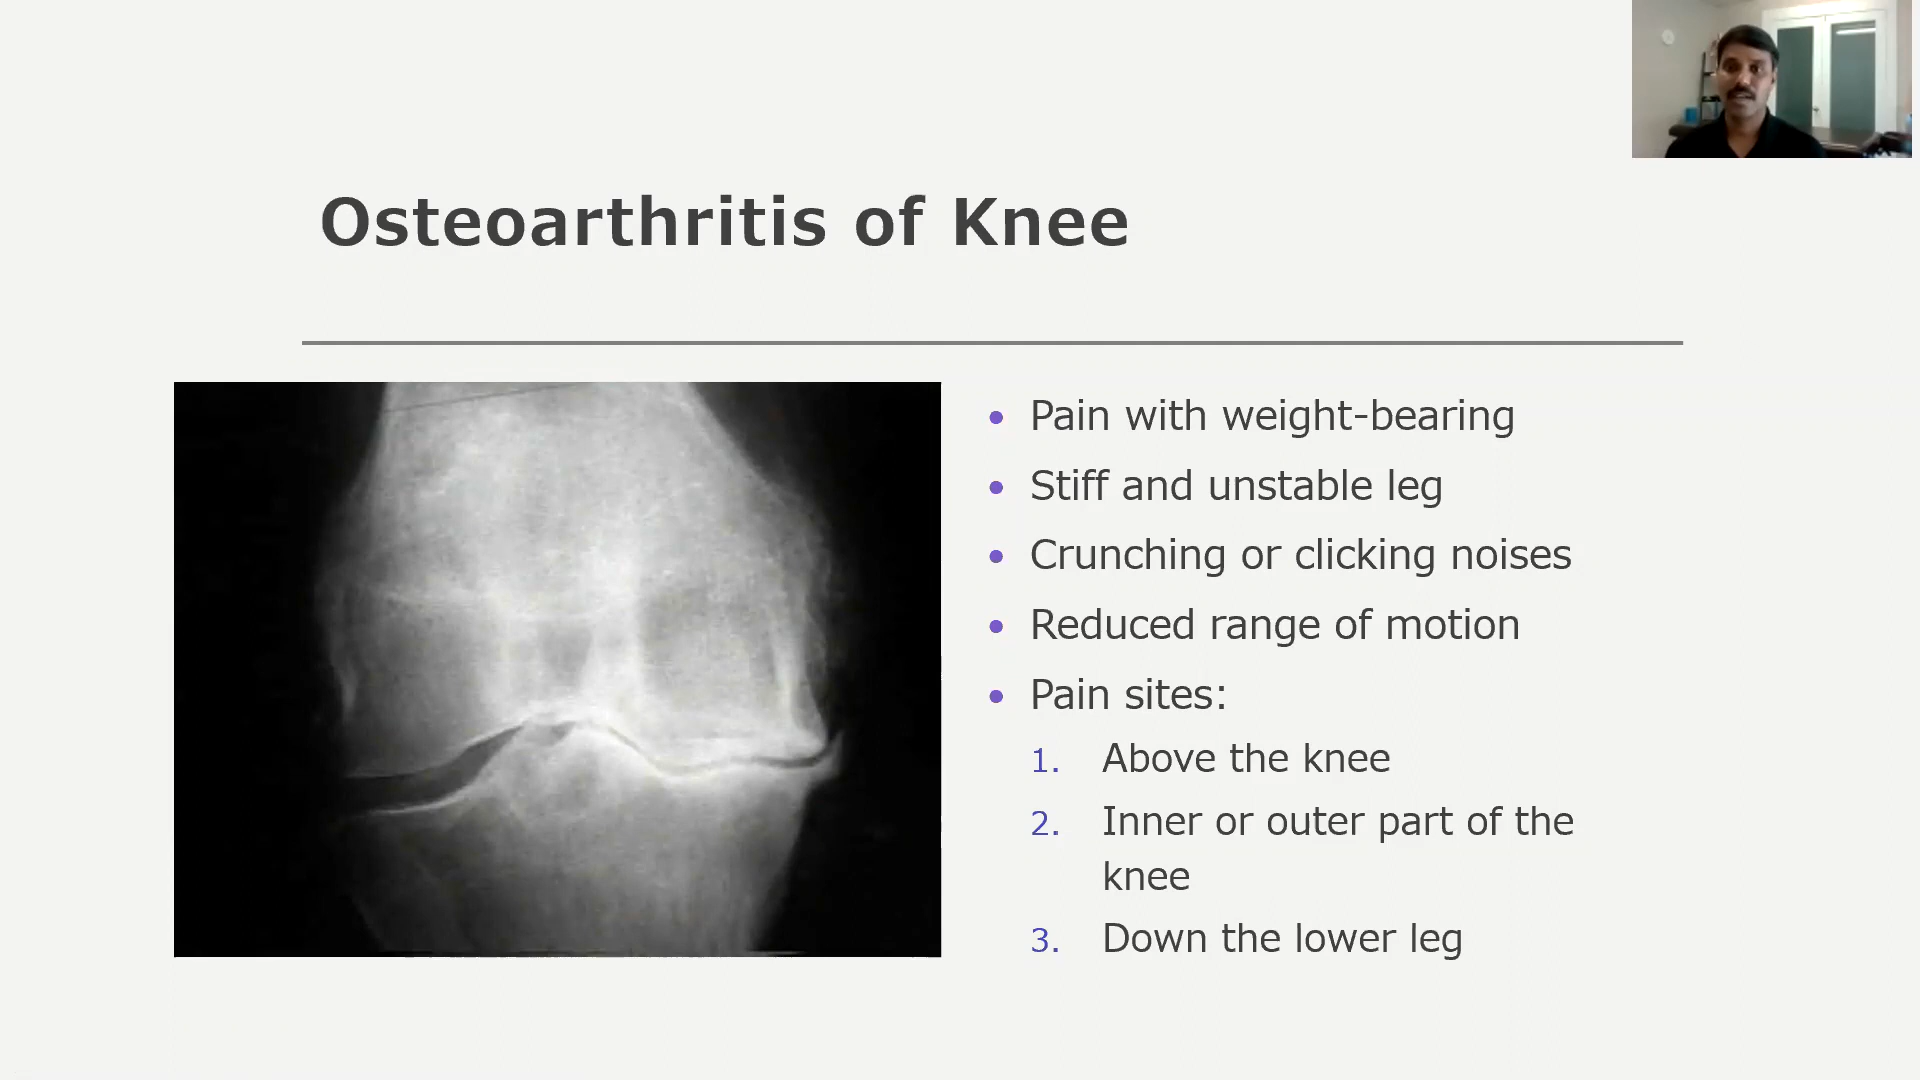 Osteoarthritis of Knee
• Pain with weight-bearing
• Stiff and unstable leg
• Crunching or clicking noises
• Reduced range of motion
• Pain sites:
1. Above the knee
2. Inner or outer part of the
knee
3. Down the lower leg